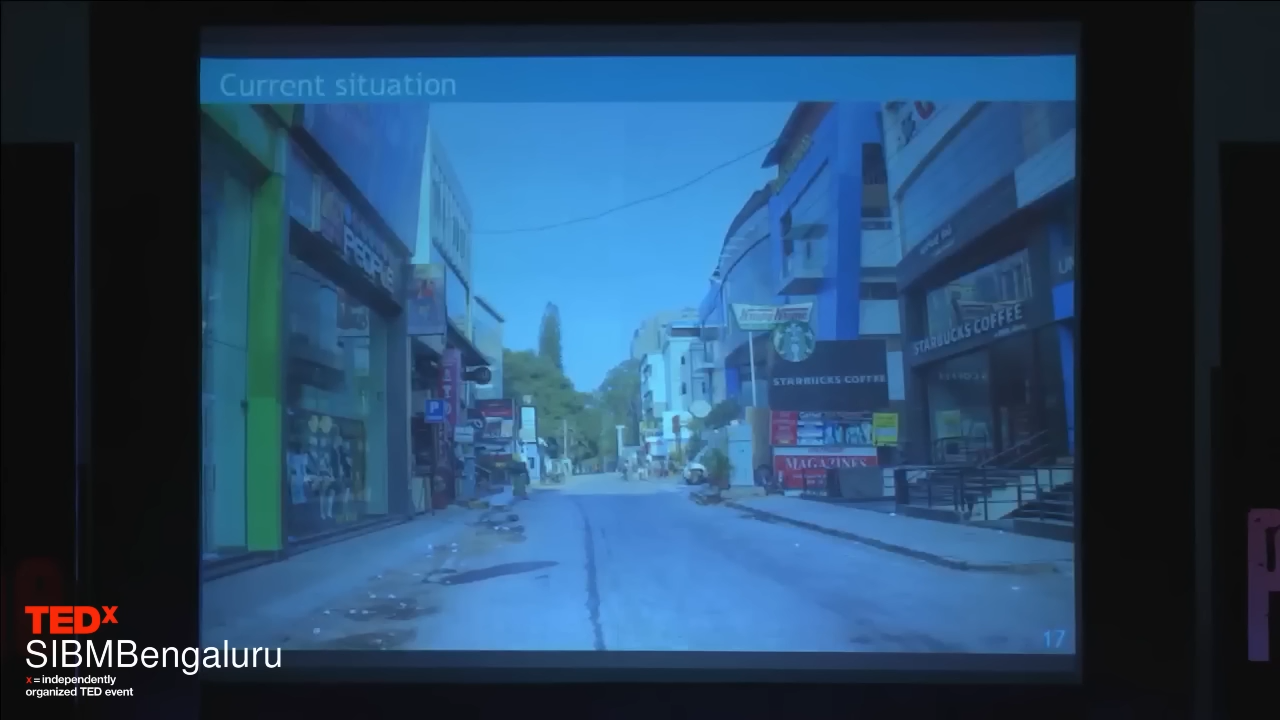 Current situation
PEOPLE
P
STARBUCKS COFFEE
STARBUCKS COFFEE
MAGAZINES
17
TEDx
SIBMBengaluru
x = independently
organized TED event